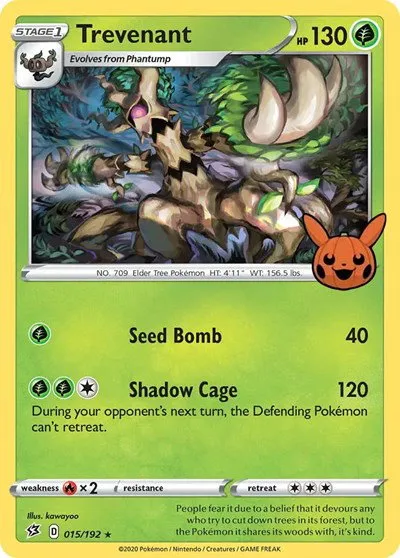 STAGE1
Trevenant
HP 130
Evolves from Phantump
NO. 709 Elder Tree Pokémon HT: 4'11" WT: 156.5 lbs.
Seed Bomb 40
Shadow Cage 120
During your opponent's next turn, the Defending Pokémon
can't retreat.
weakness ×2 resistance retreat
Illus. kawayoo
D 015/192 ★
People fear it due to a belief that it devours any
who try to cut down trees in its forest, but to
the Pokémon it shares its woods with, it's kind.
©2020 Pokémon / Nintendo / Creatures / GAME FREAK